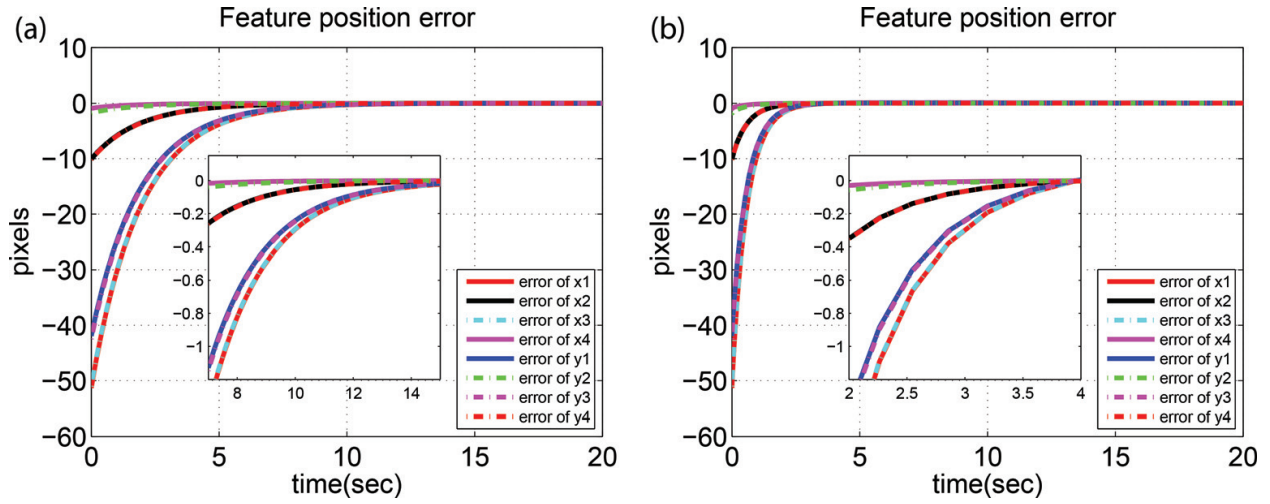 (a)
Feature position error
10
0
−10
−20
−30
−40
−50
−60
pixels
0
−0.2
−0.4
−0.6
−0.8
−1
8
10
12
14
error of x1
error of x2
error of x3
error of x4
error of y1
error of y2
error of y3
error of y4
0
5
10
15
20
time(sec)
(b)
Feature position error
10
0
−10
−20
−30
−40
−50
−60
pixels
0
−0.2
−0.4
−0.6
−0.8
−1
2
2.5
3
3.5
4
error of x1
error of x2
error of x3
error of x4
error of y1
error of y2
error of y3
error of y4
0
5
10
15
20
time(sec)